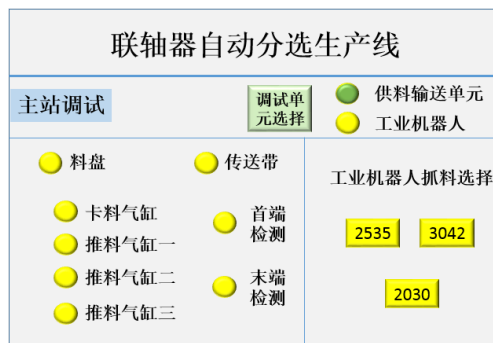 联轴器自动分选生产线
主站调试
调试单
元选择
供料输送单元
工业机器人
料盘
传送带
卡料气缸
推料气缸一
推料气缸二
推料气缸三
首端
检测
末端
检测
工业机器人抓料选择
2535
3042
2030